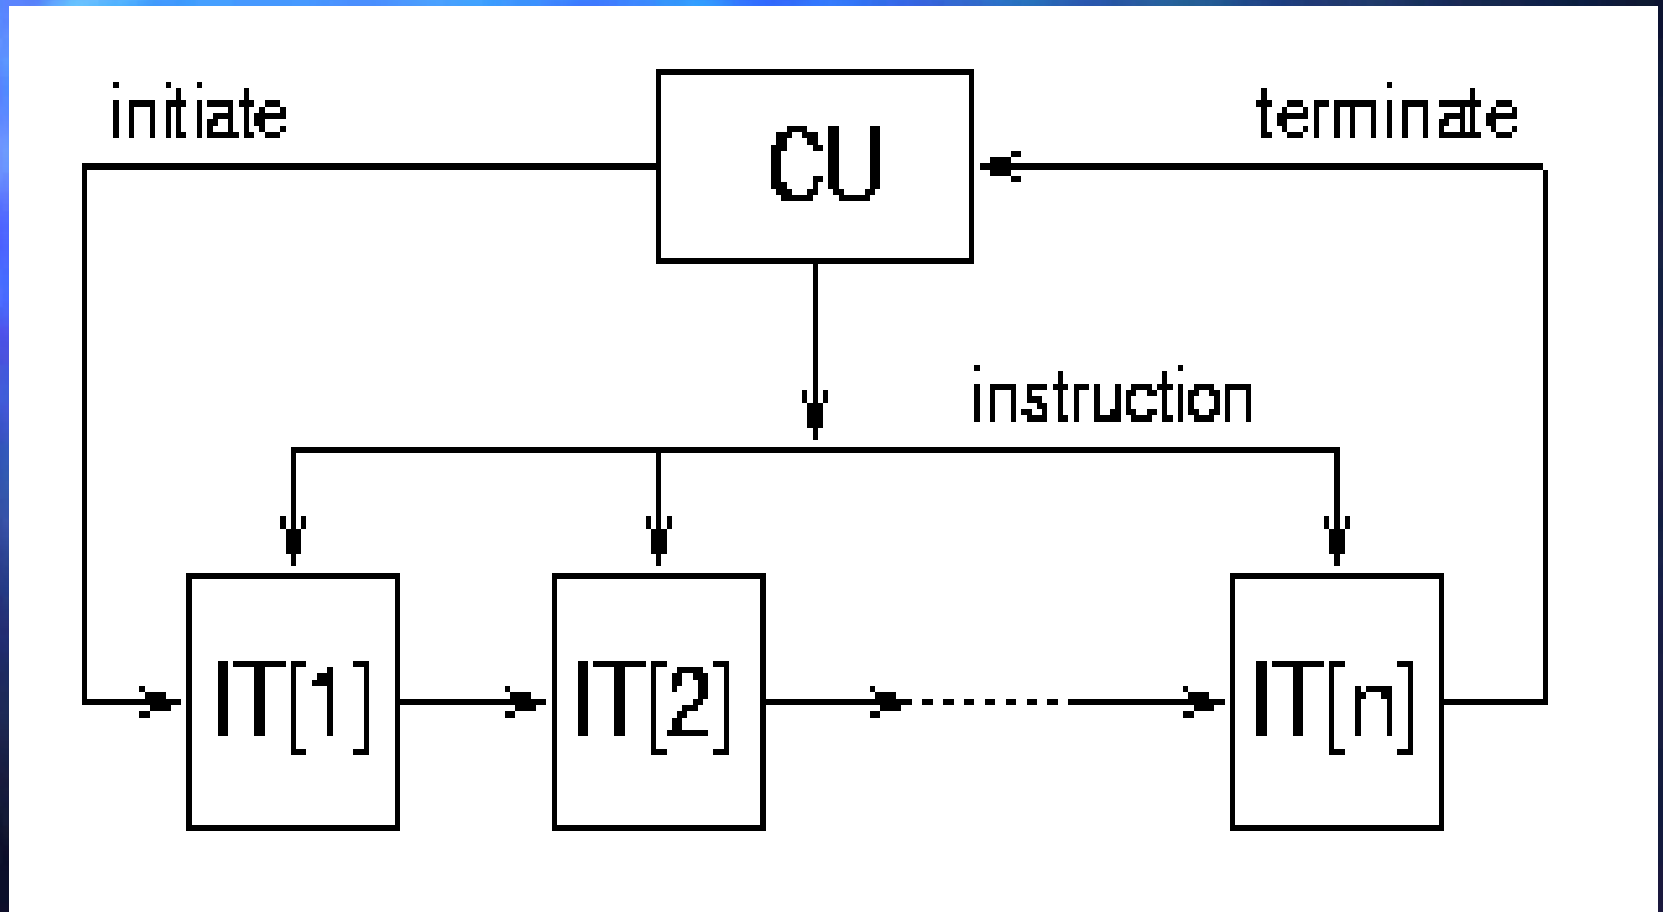 initiate
CU
terminate
instruction
IT[1]
IT[2]
IT[n]